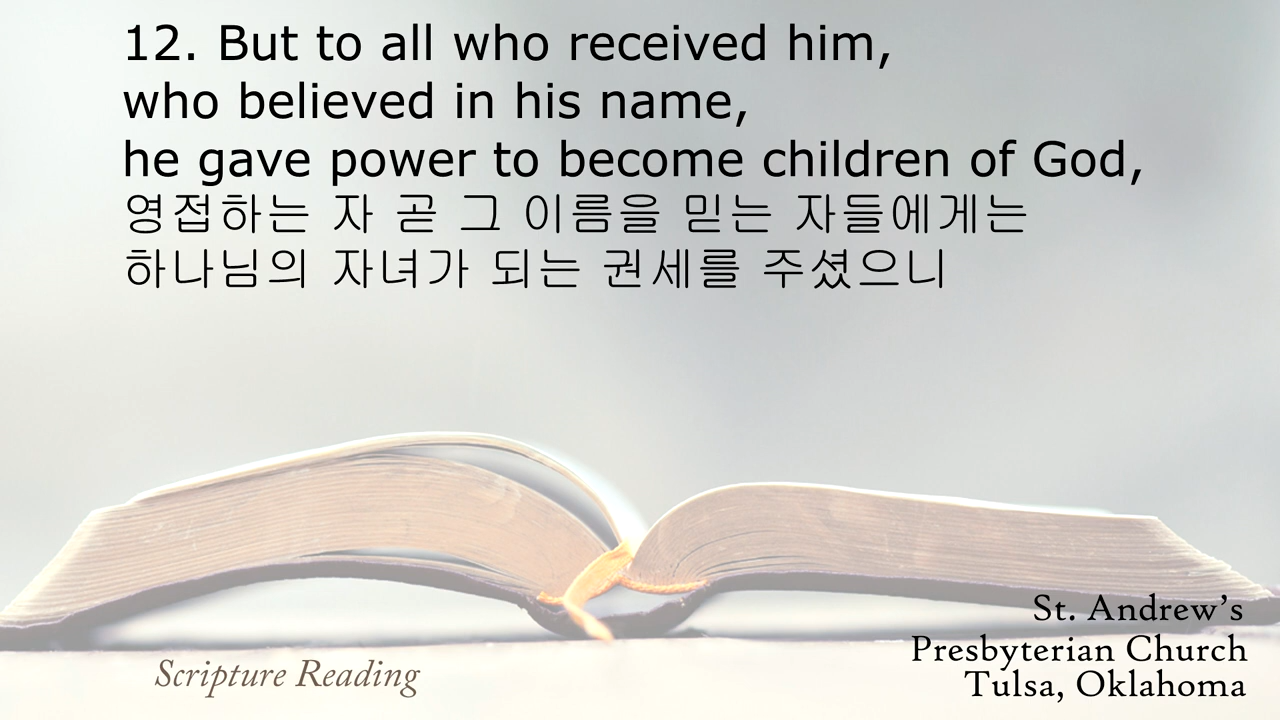 12. But to all who received him,
who believed in his name,
he gave power to become children of God,
영접하는 자 곧 그 이름을 믿는 자들에게는
하나님의 자녀가 되는 권세를 주셨으니
Scripture Reading
St. Andrew’s
Presbyterian Church
Tulsa, Oklahoma